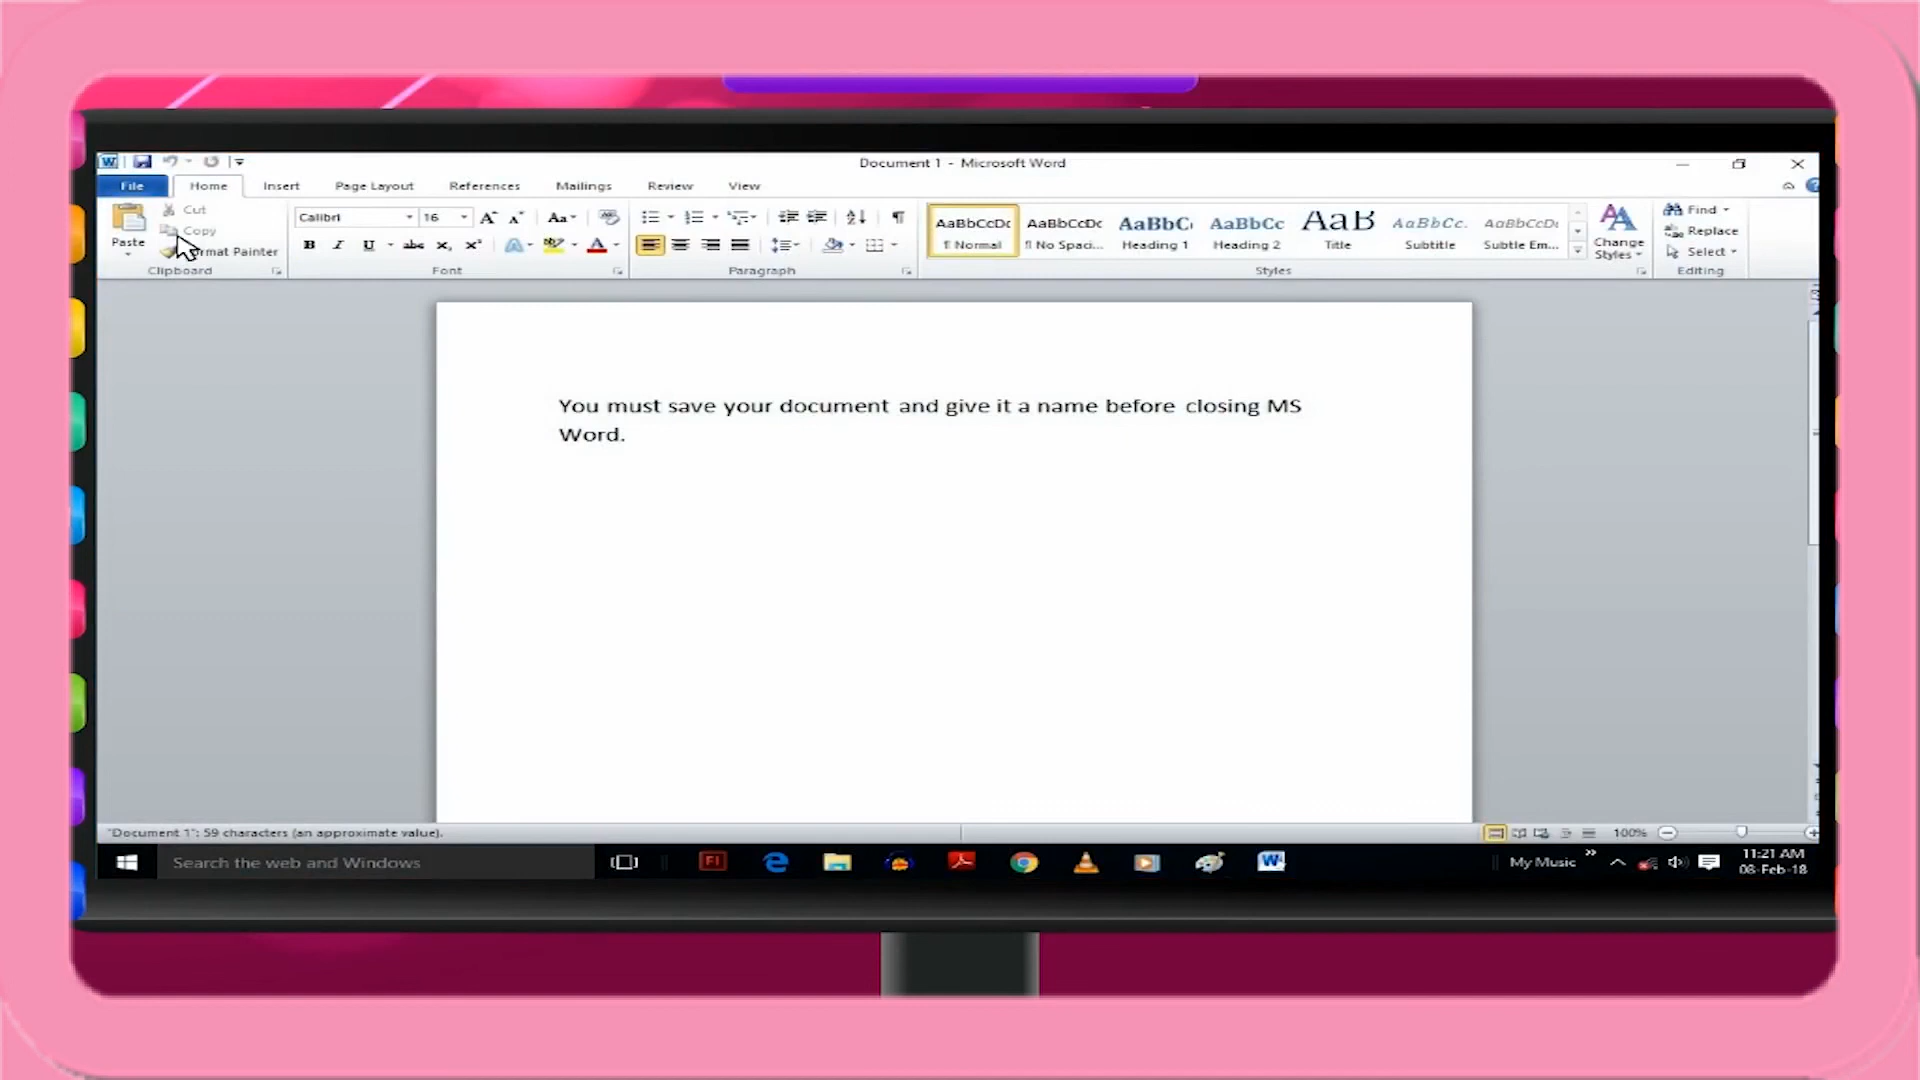 Document 1 - Microsoft Word
File Home Insert Page Layout References Mailings Review View
Paste
Cut
Copy
Format Painter
Clipboard
Calibri 16
Font
Paragraph
AaBbCcDc AaBbCcDc AaBbC AaBbCc AaB AaBbCc. AaBbCcDc
¶ Normal ¶ No Spaci... Heading 1 Heading 2 Title Subtitle Subtle Em...
Change Styles
Styles
Find
Replace
Select
Editing
You must save your document and give it a name before closing MS
Word.
"Document 1": 59 characters (an approximate value).
100%
Search the web and Windows
My Music
11:21 AM
08-Feb-18